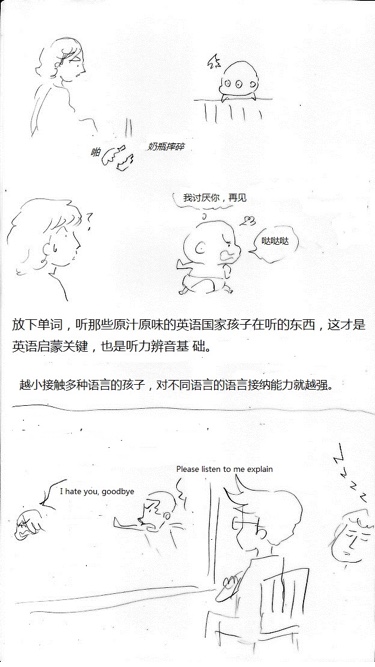 啪
奶瓶摔碎
我讨厌你，再见
哒哒哒
放下单词，听那些原汁原味的英语国家孩子在听的东西，这才是
英语启蒙关键，也是听力辨音基 础。
越小接触多种语言的孩子，对不同语言的语言接纳能力就越强。
Please listen to me explain
I hate you, goodbye